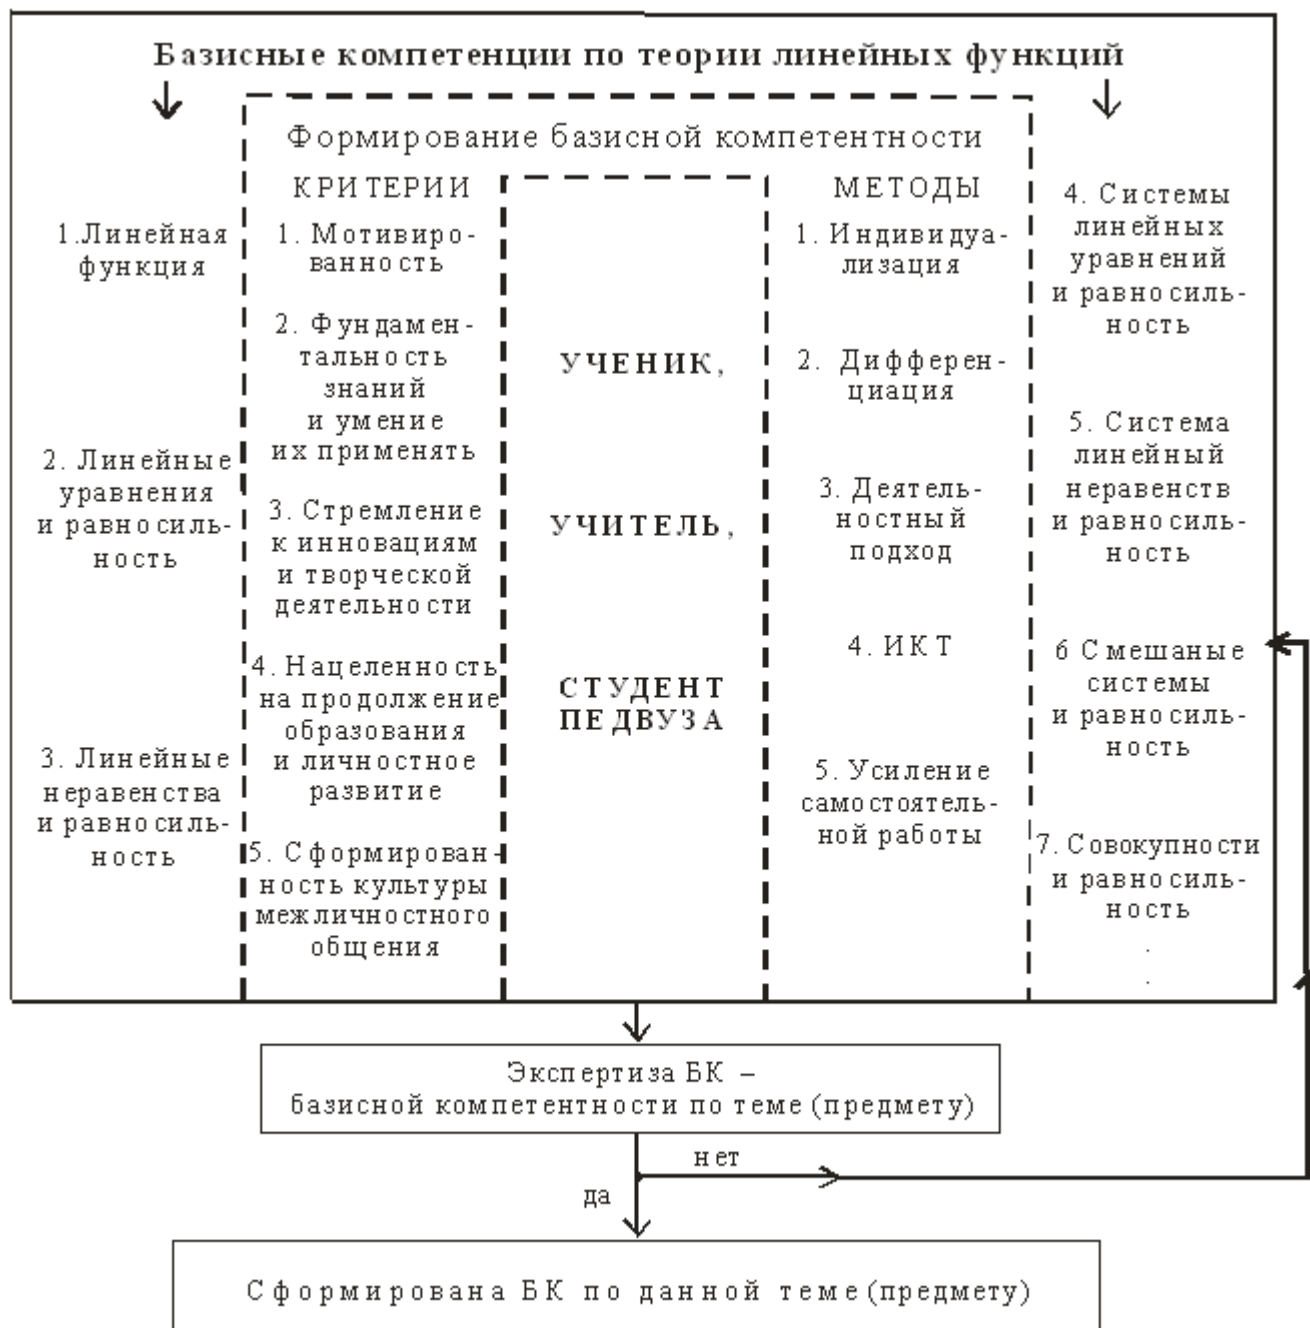 Базисные компетенции по теории линейных функций
Формирование базисной компетентности
1.Линейная
функция
2. Линейные
уравнения
и равносиль-
ность
3. Линейные
неравенства
и равносиль-
ность
КРИТЕРИИ
1. Мотивиро-
ванность
2. Фундамен-
тальность
знаний
и умение
их применять
3. Стремление
к инновациям
и творческой
деятельности
4. Нацеленность
на продолжение
образования
и личностное
развитие
5. Сформирован-
ность культуры
межличностного
общения
УЧЕНИК,
УЧИТЕЛЬ,
СТУДЕНТ
ПЕДВУЗА
МЕТОДЫ
1. Индивидуа-
лизация
2. Дифферен-
циация
3. Деятель-
ностный
подход
4. ИКТ
5. Усиление
самостоятель-
ной работы
4. Системы
линейных
уравнений
и равносиль-
ность
5. Система
линейный
неравенств
и равносиль-
ность
6 Смешаные
системы
и равносиль-
ность
7. Совокупности
и равносиль-
ность
.
.
Экспертиза БК –
базисной компетентности по теме (предмету)
нет
да
Сформирована БК по данной теме (предмету)